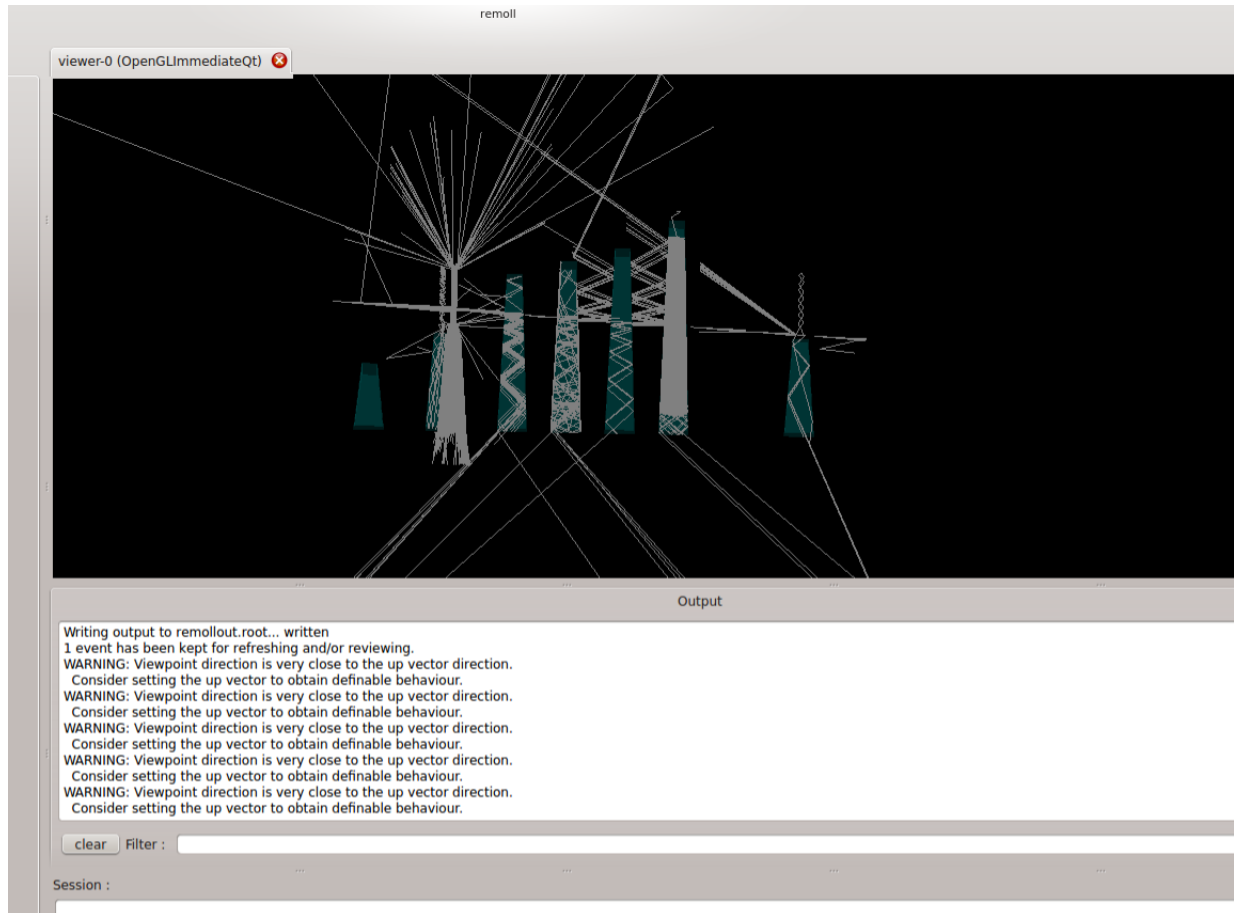 remoll
viewer-0 (OpenGLImmediateQt)
Output
Writing output to remollout.root... written
1 event has been kept for refreshing and/or reviewing.
WARNING: Viewpoint direction is very close to the up vector direction.
Consider setting the up vector to obtain definable behaviour.
WARNING: Viewpoint direction is very close to the up vector direction.
Consider setting the up vector to obtain definable behaviour.
WARNING: Viewpoint direction is very close to the up vector direction.
Consider setting the up vector to obtain definable behaviour.
WARNING: Viewpoint direction is very close to the up vector direction.
Consider setting the up vector to obtain definable behaviour.
WARNING: Viewpoint direction is very close to the up vector direction.
Consider setting the up vector to obtain definable behaviour.
clear Filter :
Session :